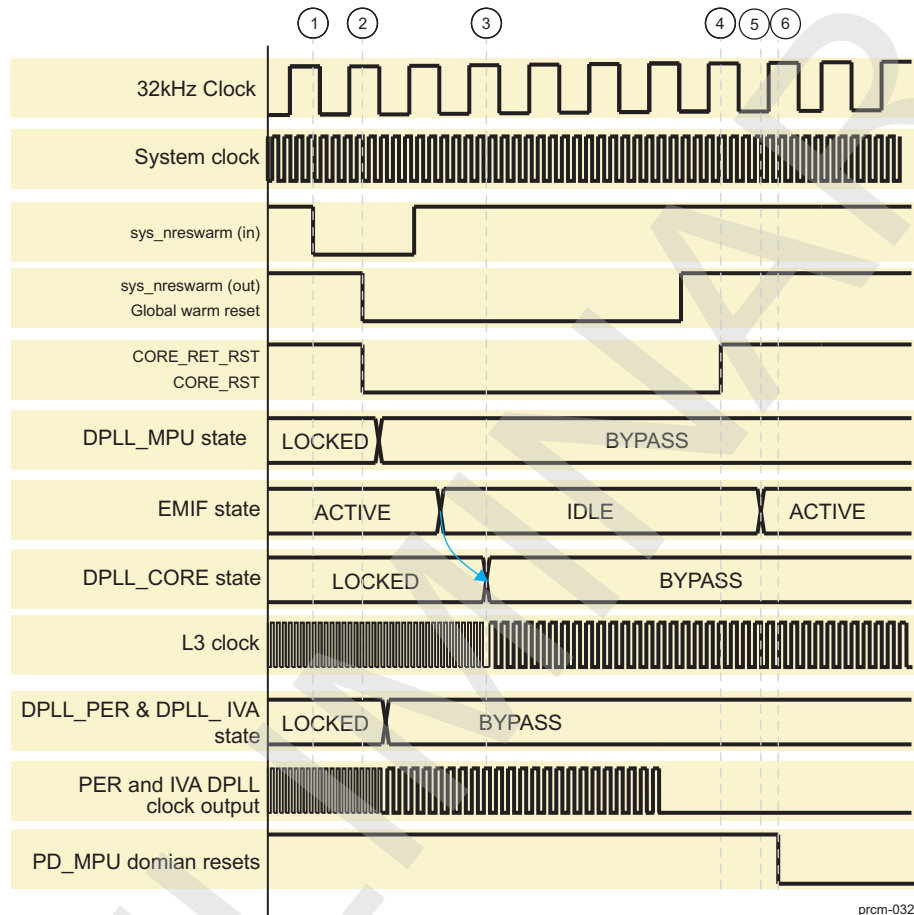 1 2 3 4 5 6
32kHz Clock
System clock
sys_nreswarm (in)
sys_nreswarm (out)
Global warm reset
CORE_RET_RST
CORE_RST
DPLL_MPU state
LOCKED
BYPASS
EMIF state
ACTIVE
IDLE
ACTIVE
DPLL_CORE state
LOCKED
BYPASS
L3 clock
DPLL_PER & DPLL_ IVA
state
LOCKED
BYPASS
PER and IVA DPLL
clock output
PD_MPU domian resets
prcm-032